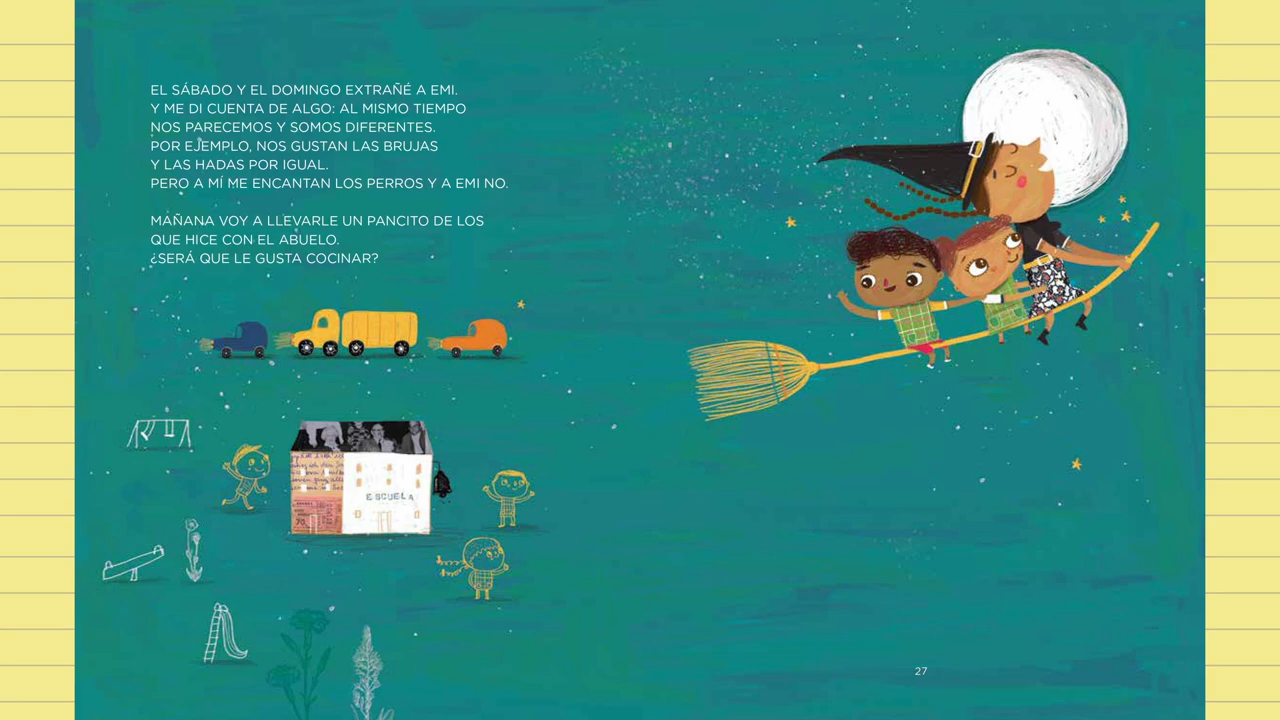 EL SÁBADO Y EL DOMINGO EXTRAÑÉ A EMI.
Y ME DI CUENTA DE ALGO: AL MISMO TIEMPO
NOS PARECEMOS Y SOMOS DIFERENTES.
POR EJEMPLO, NOS GUSTAN LAS BRUJAS
Y LAS HADAS POR IGUAL.
PERO A MÍ ME ENCANTAN LOS PERROS Y A EMI NO.
MAÑANA VOY A LLEVARLE UN PANCITO DE LOS
QUE HICE CON EL ABUELO.
¿SERÁ QUE LE GUSTA COCINAR?
ESCUELA
70
27